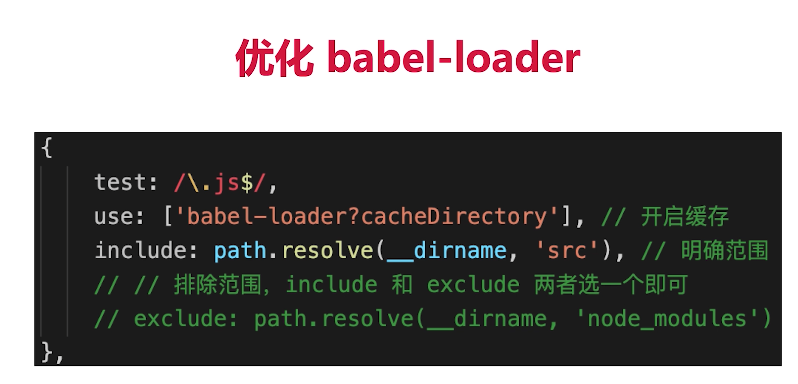 优化 babel-loader
{
test: /\.js$/,
use: ['babel-loader?cacheDirectory'], // 开启缓存
include: path.resolve(__dirname, 'src'), // 明确范围
// // 排除范围，include 和 exclude 两者选一个即可
// exclude: path.resolve(__dirname, 'node_modules')
},